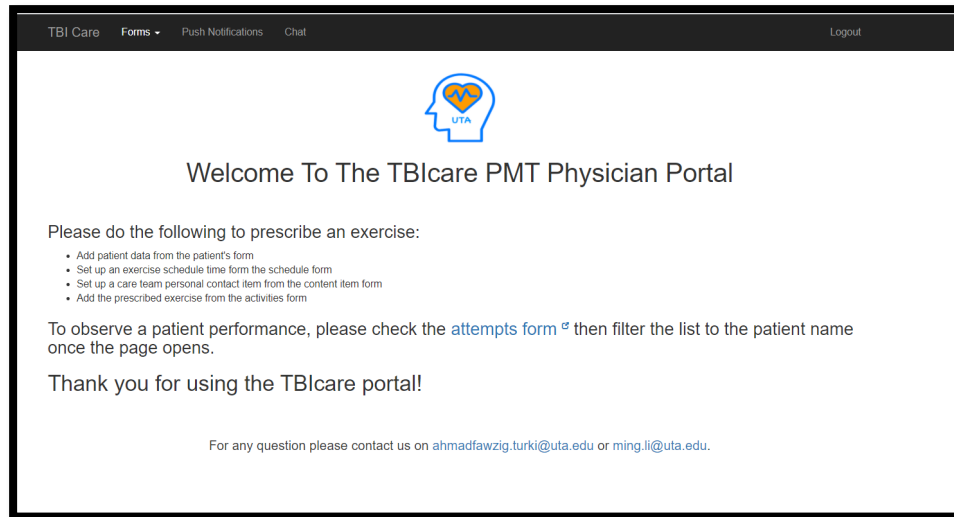 TBI Care Forms Push Notifications Chat Logout
UTA
Welcome To The TBIcare PMT Physician Portal
Please do the following to prescribe an exercise:
• Add patient data from the patient's form
• Set up an exercise schedule time form the schedule form
• Set up a care team personal contact item from the content item form
• Add the prescribed exercise from the activities form
To observe a patient performance, please check the attempts form then filter the list to the patient name
once the page opens.
Thank you for using the TBIcare portal!
For any question please contact us on ahmadfawzig.turki@uta.edu or ming.li@uta.edu.